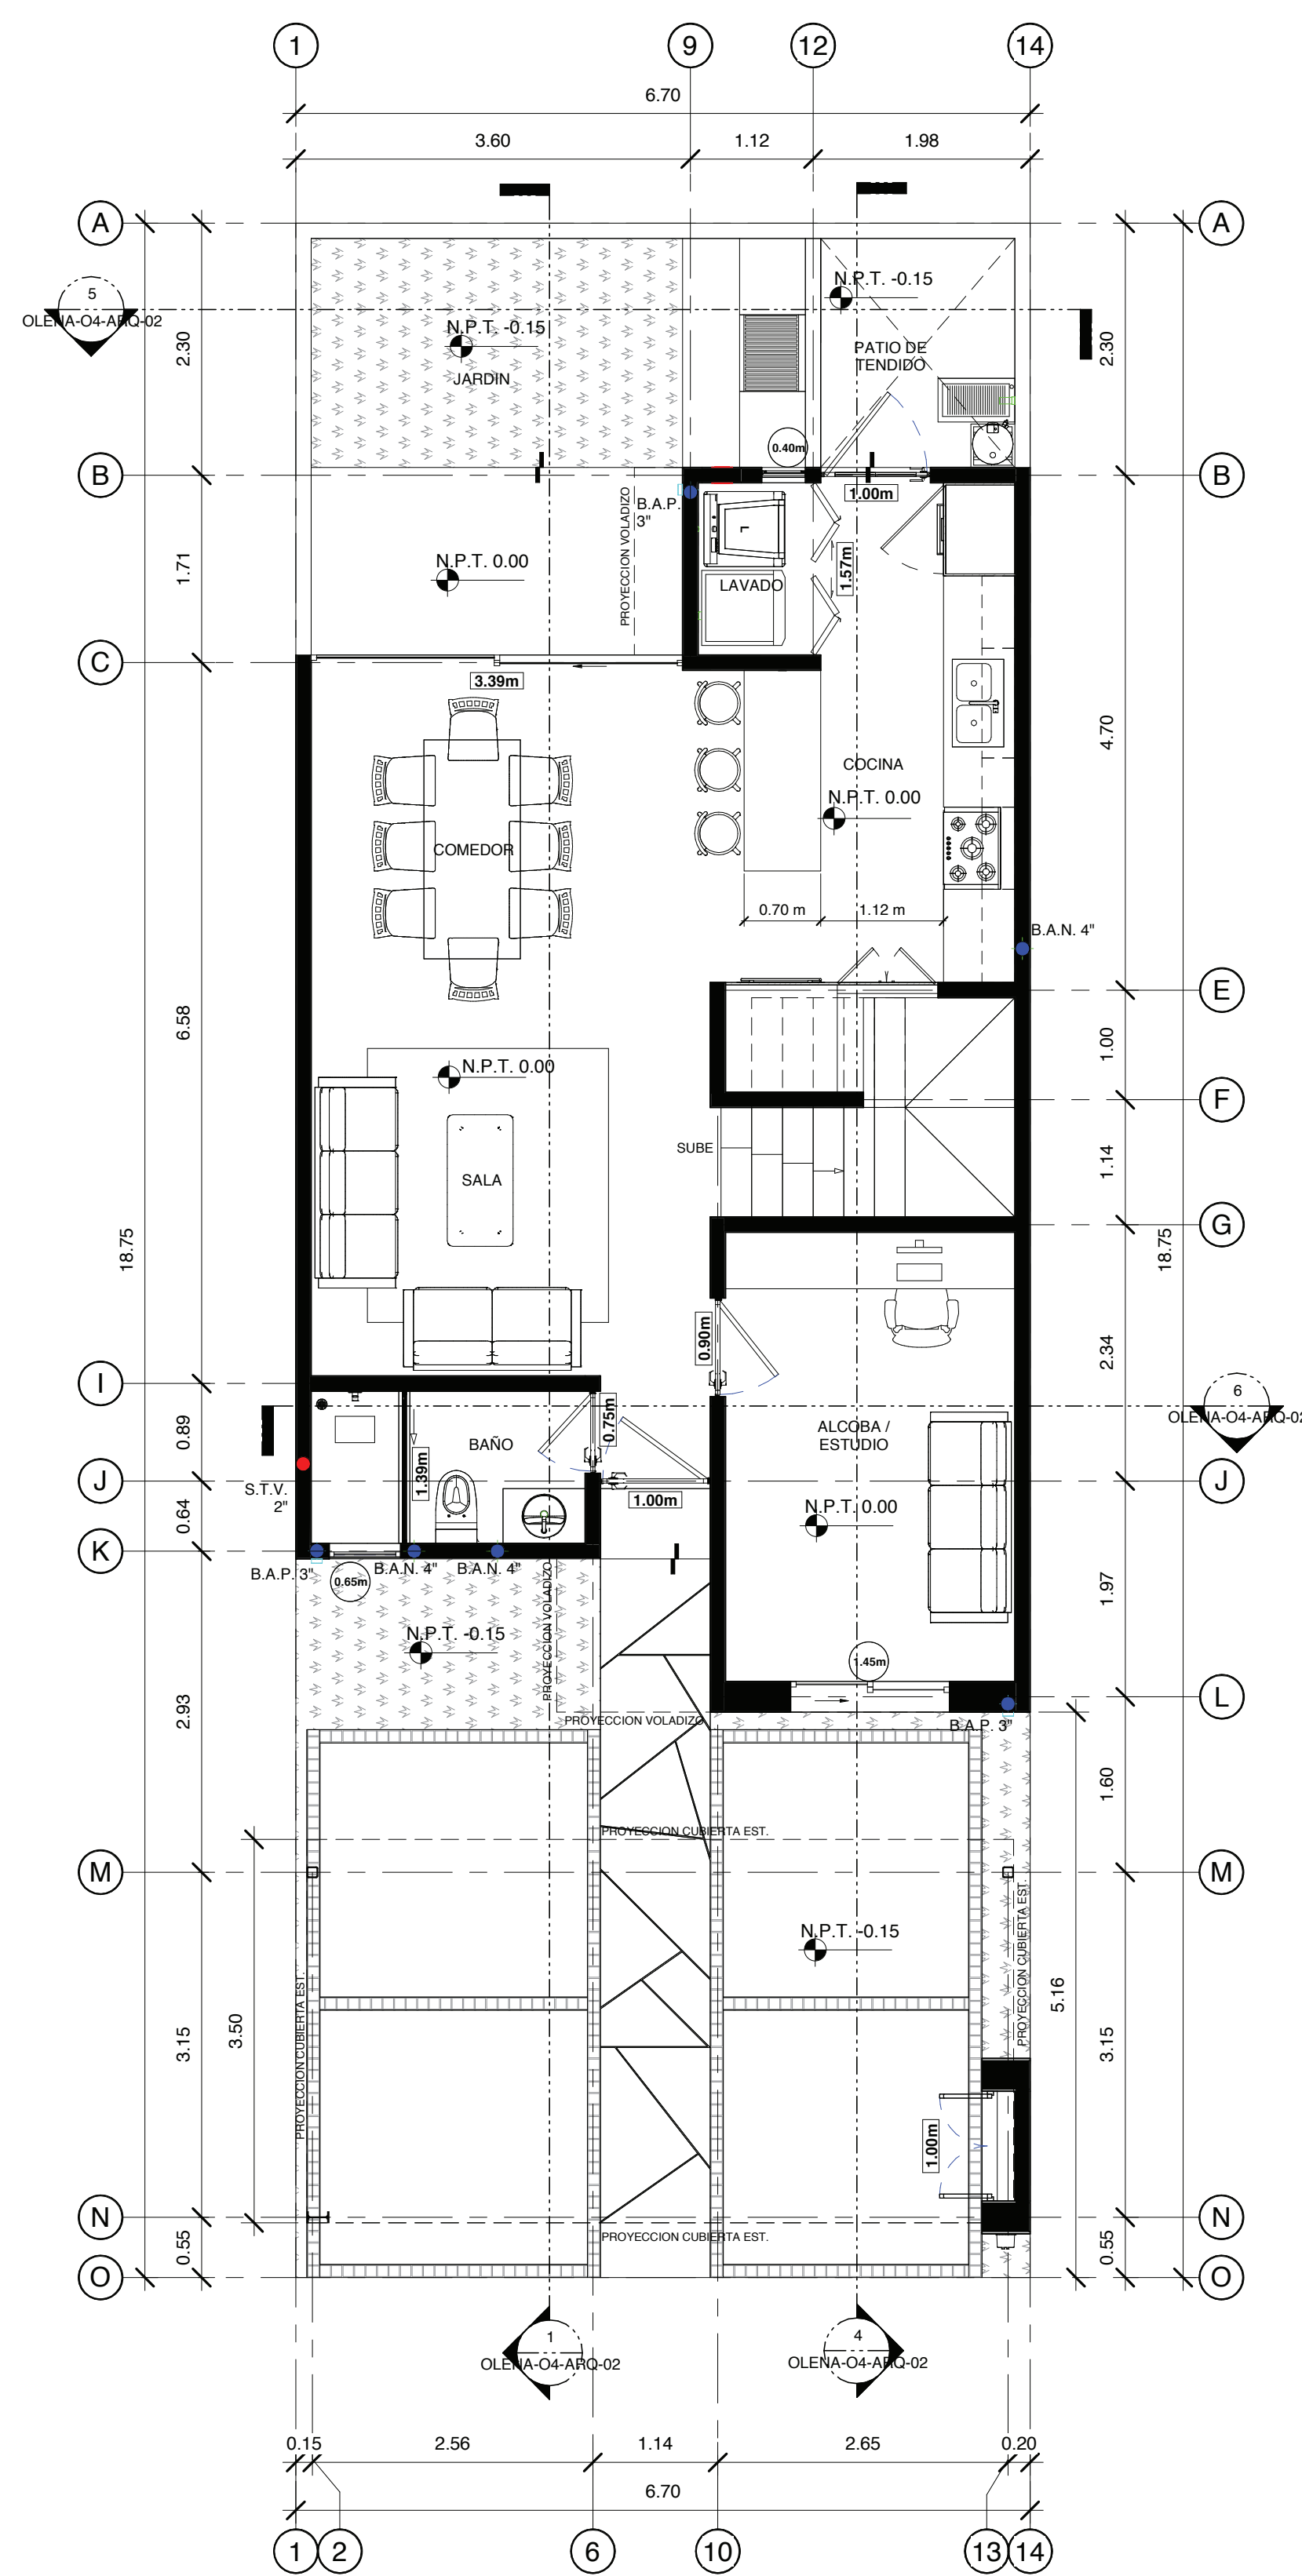 1
9
12
14
6.70
3.60
1.12
1.98
A
A
5
OLENA-O4-ARQ-02
2.30
2.30
N.P.T. -0.15
N.P.T. -0.15
JARDIN
PATIO DE
TENDIDO
0.40m
B
B
1.00m
B.A.P.
3"
PROYECCION VOLADIZO
L
1.71
N.P.T. 0.00
1.57m
LAVADO
C
3.39m
4.70
COCINA
N.P.T. 0.00
COMEDOR
0.70 m
1.12 m
B.A.N. 4"
E
6.58
1.00
N.P.T. 0.00
F
SUBE
1.14
SALA
G
18.75
18.75
0.90m
2.34
I
6
OLENA-O4-ARQ-02
0.89
0.75m
BAÑO
1.39m
ALCOBA /
ESTUDIO
J
J
S.T.V.
2"
1.00m
N.P.T. 0.00
0.64
K
B.A.P. 3"
0.65m
B.A.N. 4"
B.A.N. 4"
1.97
PROYECCION VOLADIZO
N.P.T. -0.15
1.45m
L
2.93
PROYECCION VOLADIZO
B.A.P. 3"
1.60
PROYECCION CUBIERTA EST.
M
M
N.P.T. -0.15
PROYECCION CUBIERTA EST.
PROYECCION CUBIERTA EST.
5.16
3.50
3.15
3.15
1.00m
N
N
PROYECCION CUBIERTA EST.
0.55
0.55
O
O
1
OLENA-O4-ARQ-02
4
OLENA-O4-ARQ-02
0.15
2.56
1.14
2.65
0.20
6.70
1
2
6
10
13
14